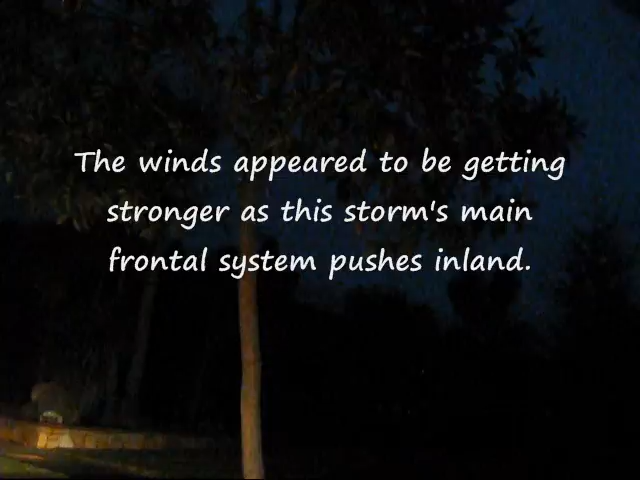 The winds appeared to be getting
stronger as this storm's main
frontal system pushes inland.